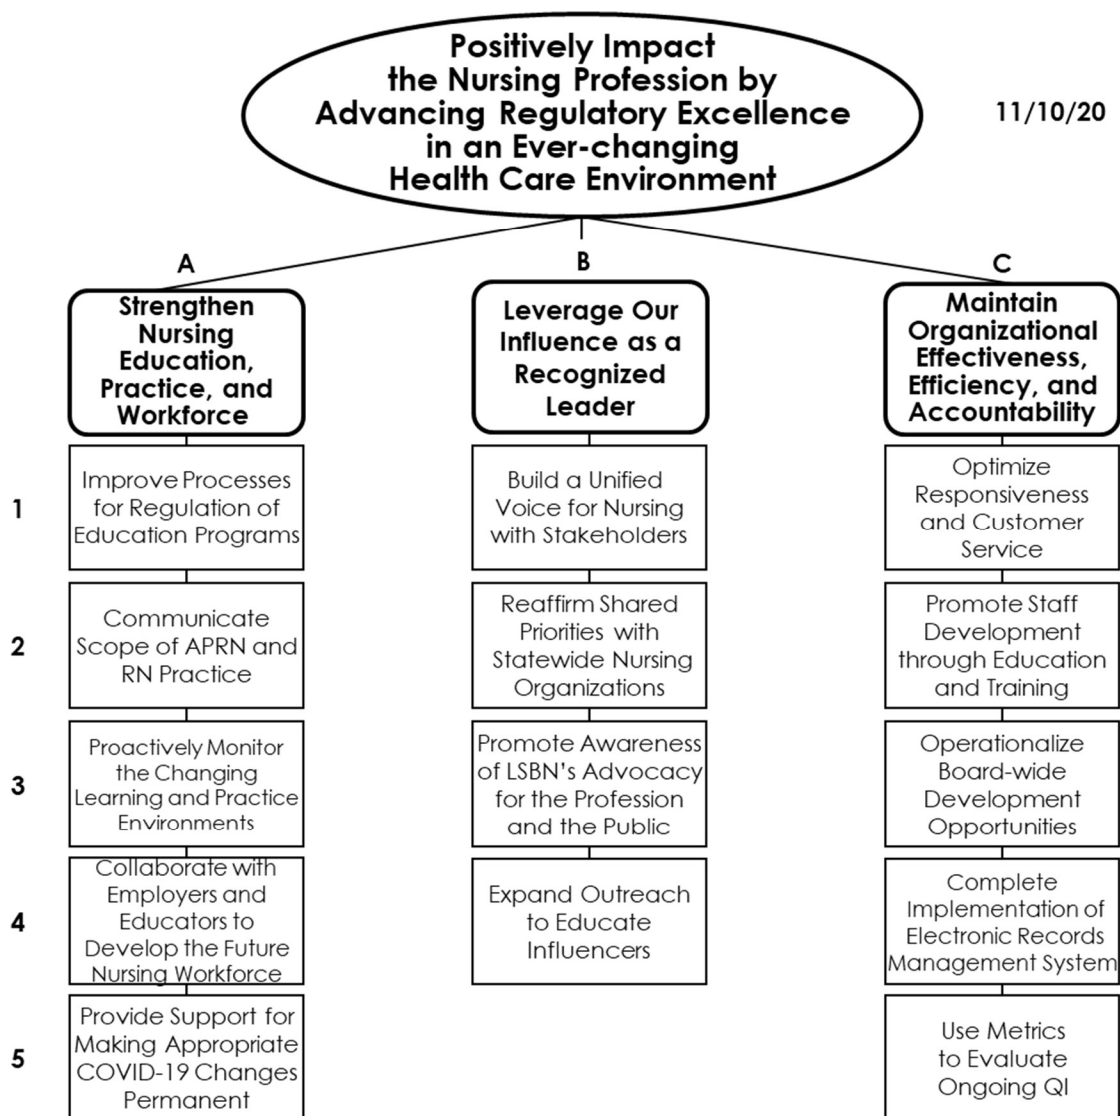 Positively Impact
the Nursing Profession by
Advancing Regulatory Excellence
in an Ever-changing
Health Care Environment
11/10/20
A
Strengthen
Nursing
Education,
Practice, and
Workforce
B
Leverage Our
Influence as a
Recognized
Leader
C
Maintain
Organizational
Effectiveness,
Efficiency, and
Accountability
1
Improve Processes
for Regulation of
Education Programs
Build a Unified
Voice for Nursing
with Stakeholders
Optimize
Responsiveness
and Customer
Service
2
Communicate
Scope of APRN and
RN Practice
Reaffirm Shared
Priorities with
Statewide Nursing
Organizations
Promote Staff
Development
through Education
and Training
3
Proactively Monitor
the Changing
Learning and Practice
Environments
Promote Awareness
of LSBN's Advocacy
for the Profession
and the Public
Operationalize
Board-wide
Development
Opportunities
4
Collaborate with
Employers and
Educators to
Develop the Future
Nursing Workforce
Expand Outreach
to Educate
Influencers
Complete
Implementation of
Electronic Records
Management System
5
Provide Support for
Making Appropriate
COVID-19 Changes
Permanent
Use Metrics
to Evaluate
Ongoing QI